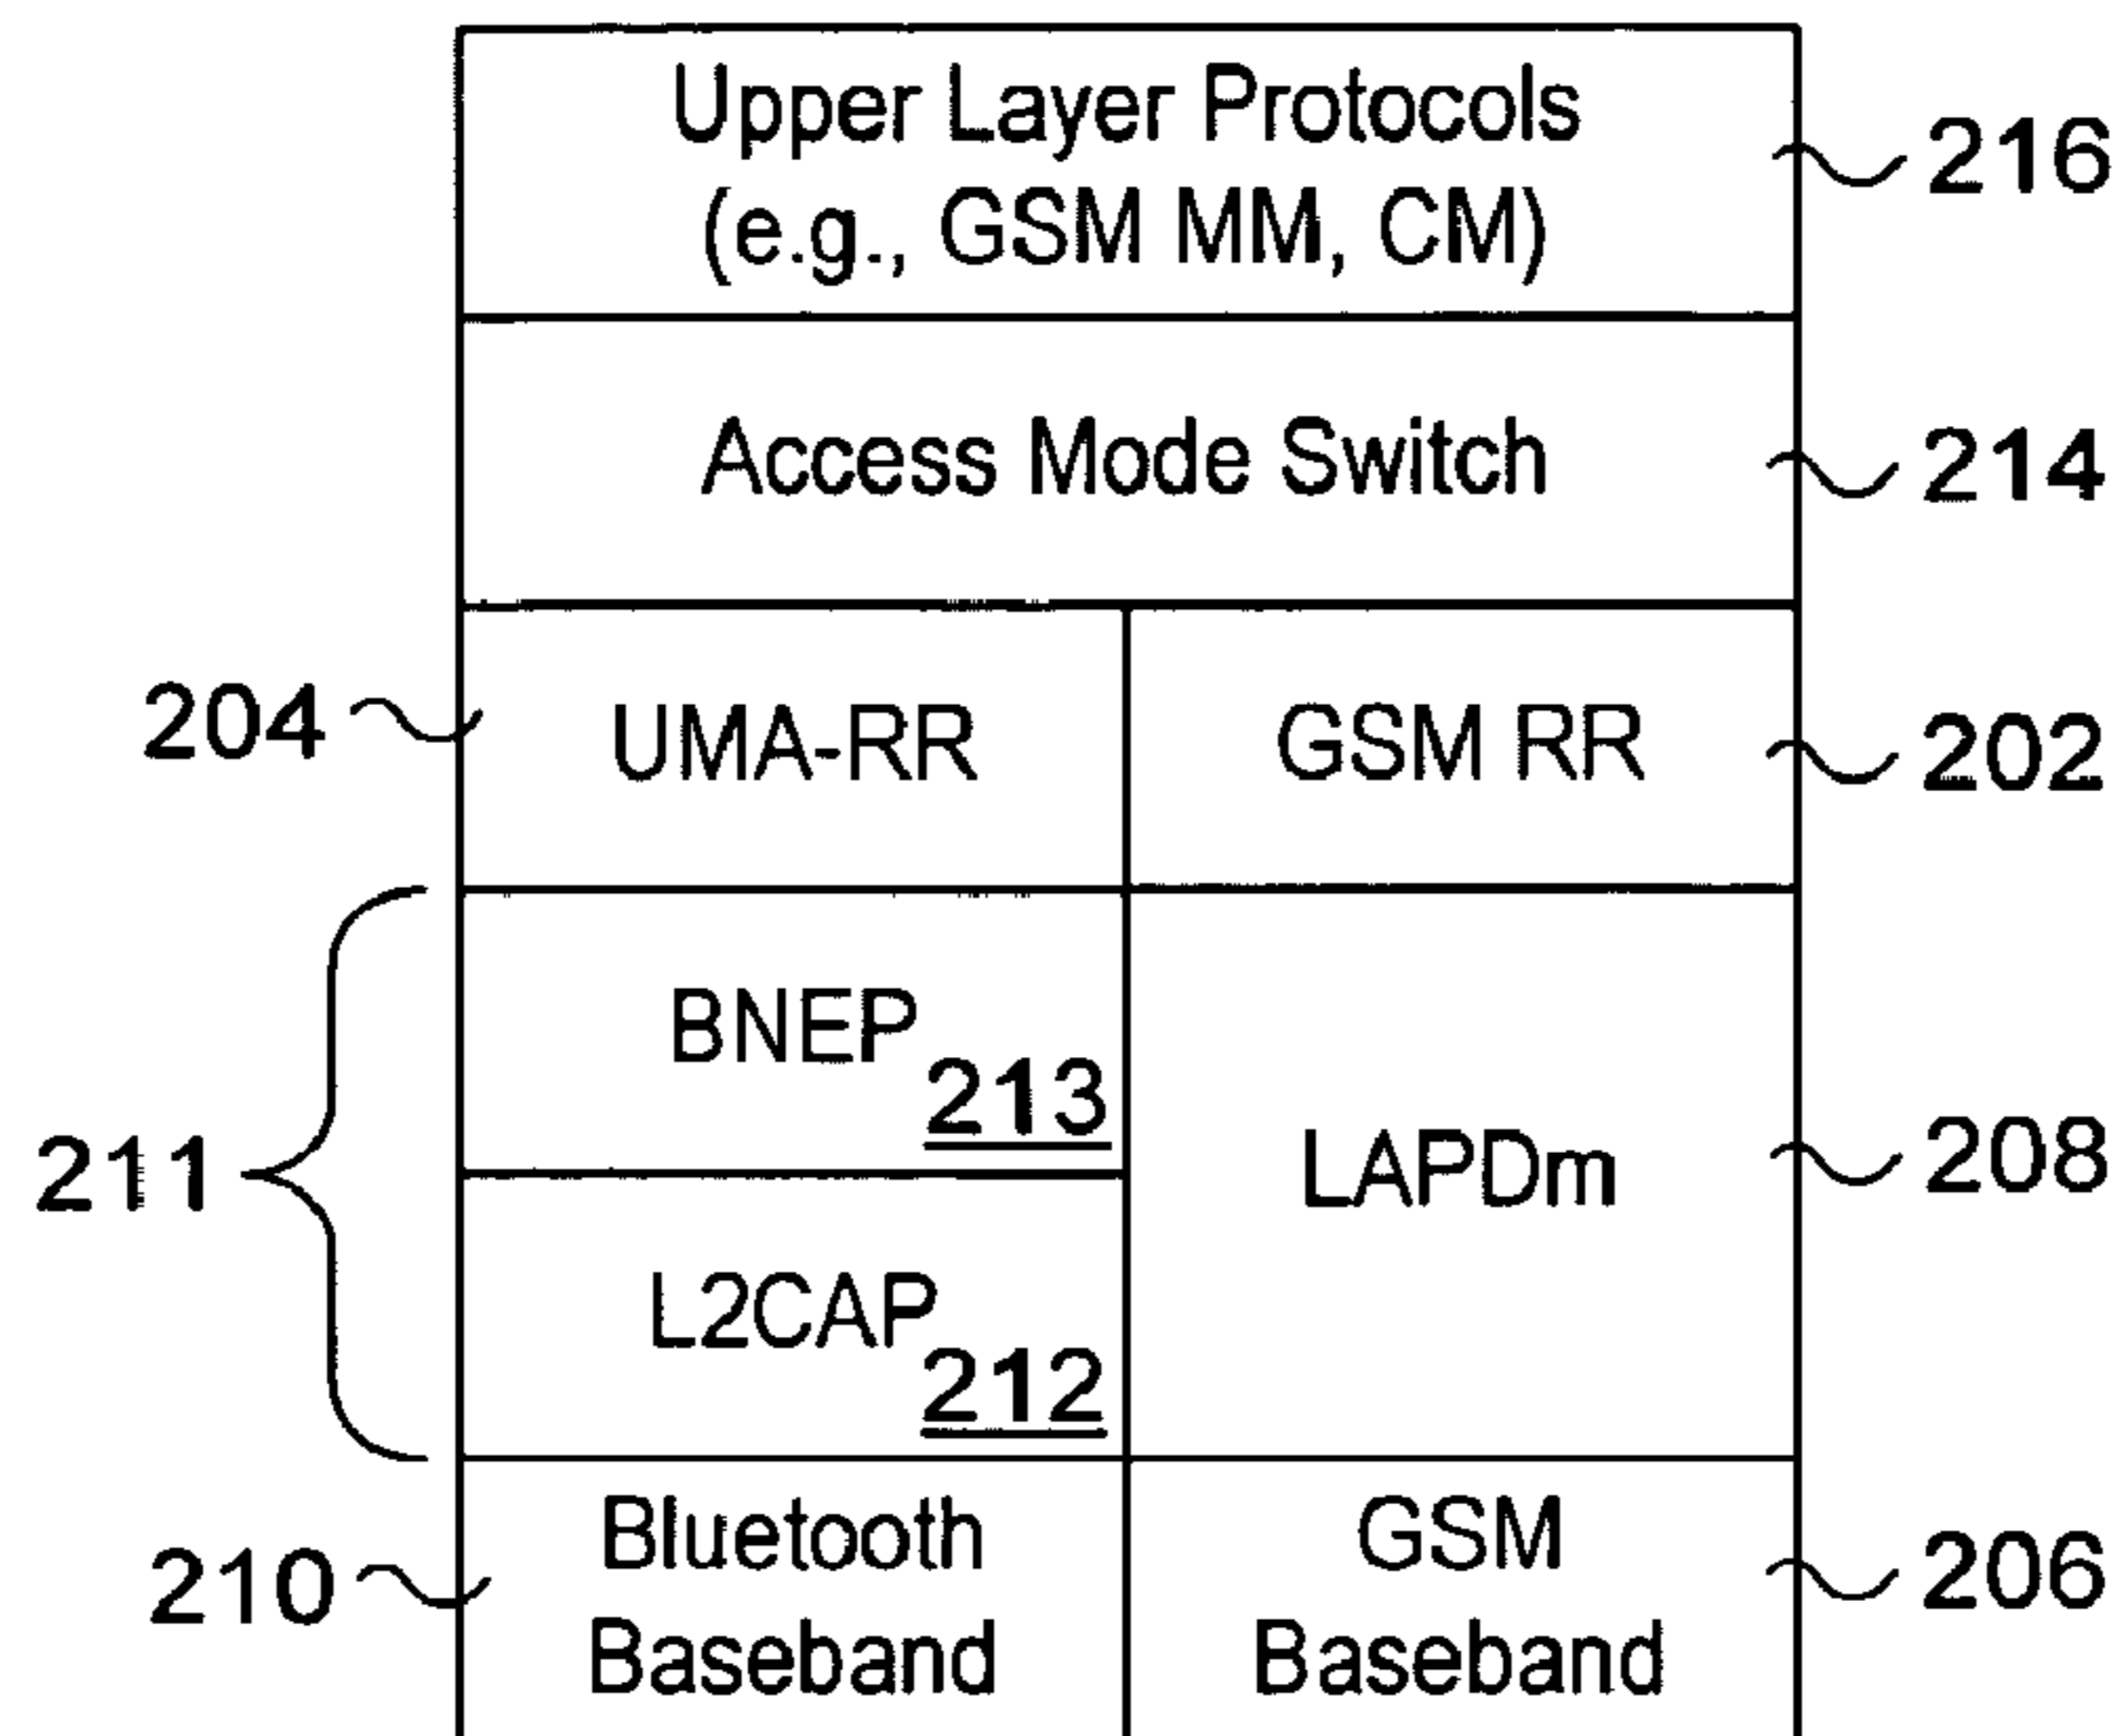 Upper Layer Protocols
(e.g., GSM MM, CM)
216
Access Mode Switch
214
204
UMA-RR
GSM RR
202
211
BNEP
213
L2CAP
212
LAPDm
208
210
Bluetooth
Baseband
GSM
Baseband
206